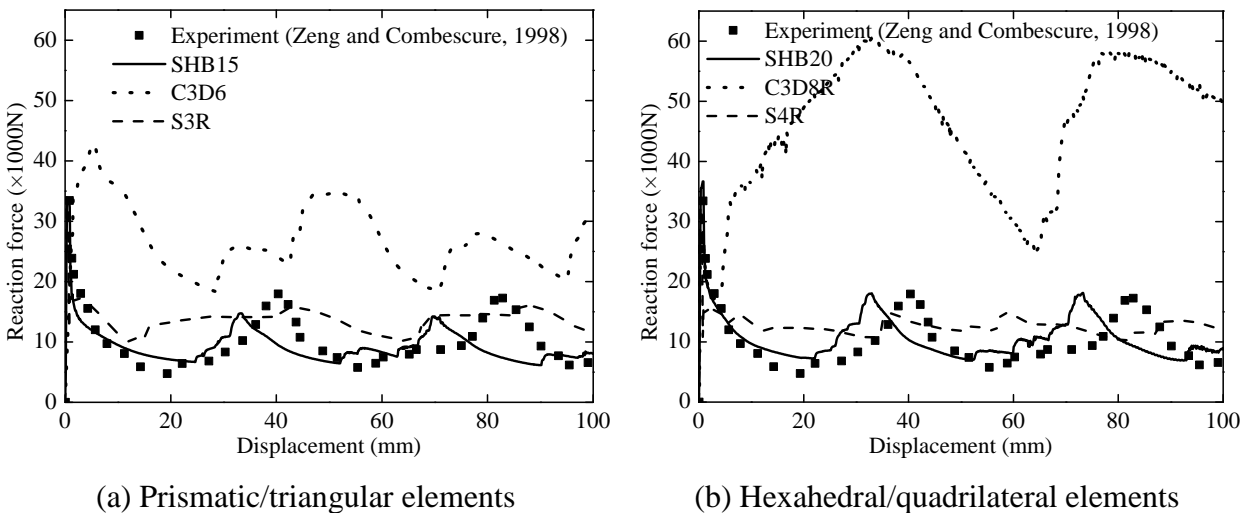 60
50
40
30
20
10
0
Reaction force (×1000N)
Experiment (Zeng and Combescure, 1998)
SHB15
C3D6
S3R
0 20 40 60 80 100
Displacement (mm)
(a) Prismatic/triangular elements
60
50
40
30
20
10
0
Reaction force (×1000N)
Experiment (Zeng and Combescure, 1998)
SHB20
C3D8R
S4R
0 20 40 60 80 100
Displacement (mm)
(b) Hexahedral/quadrilateral elements